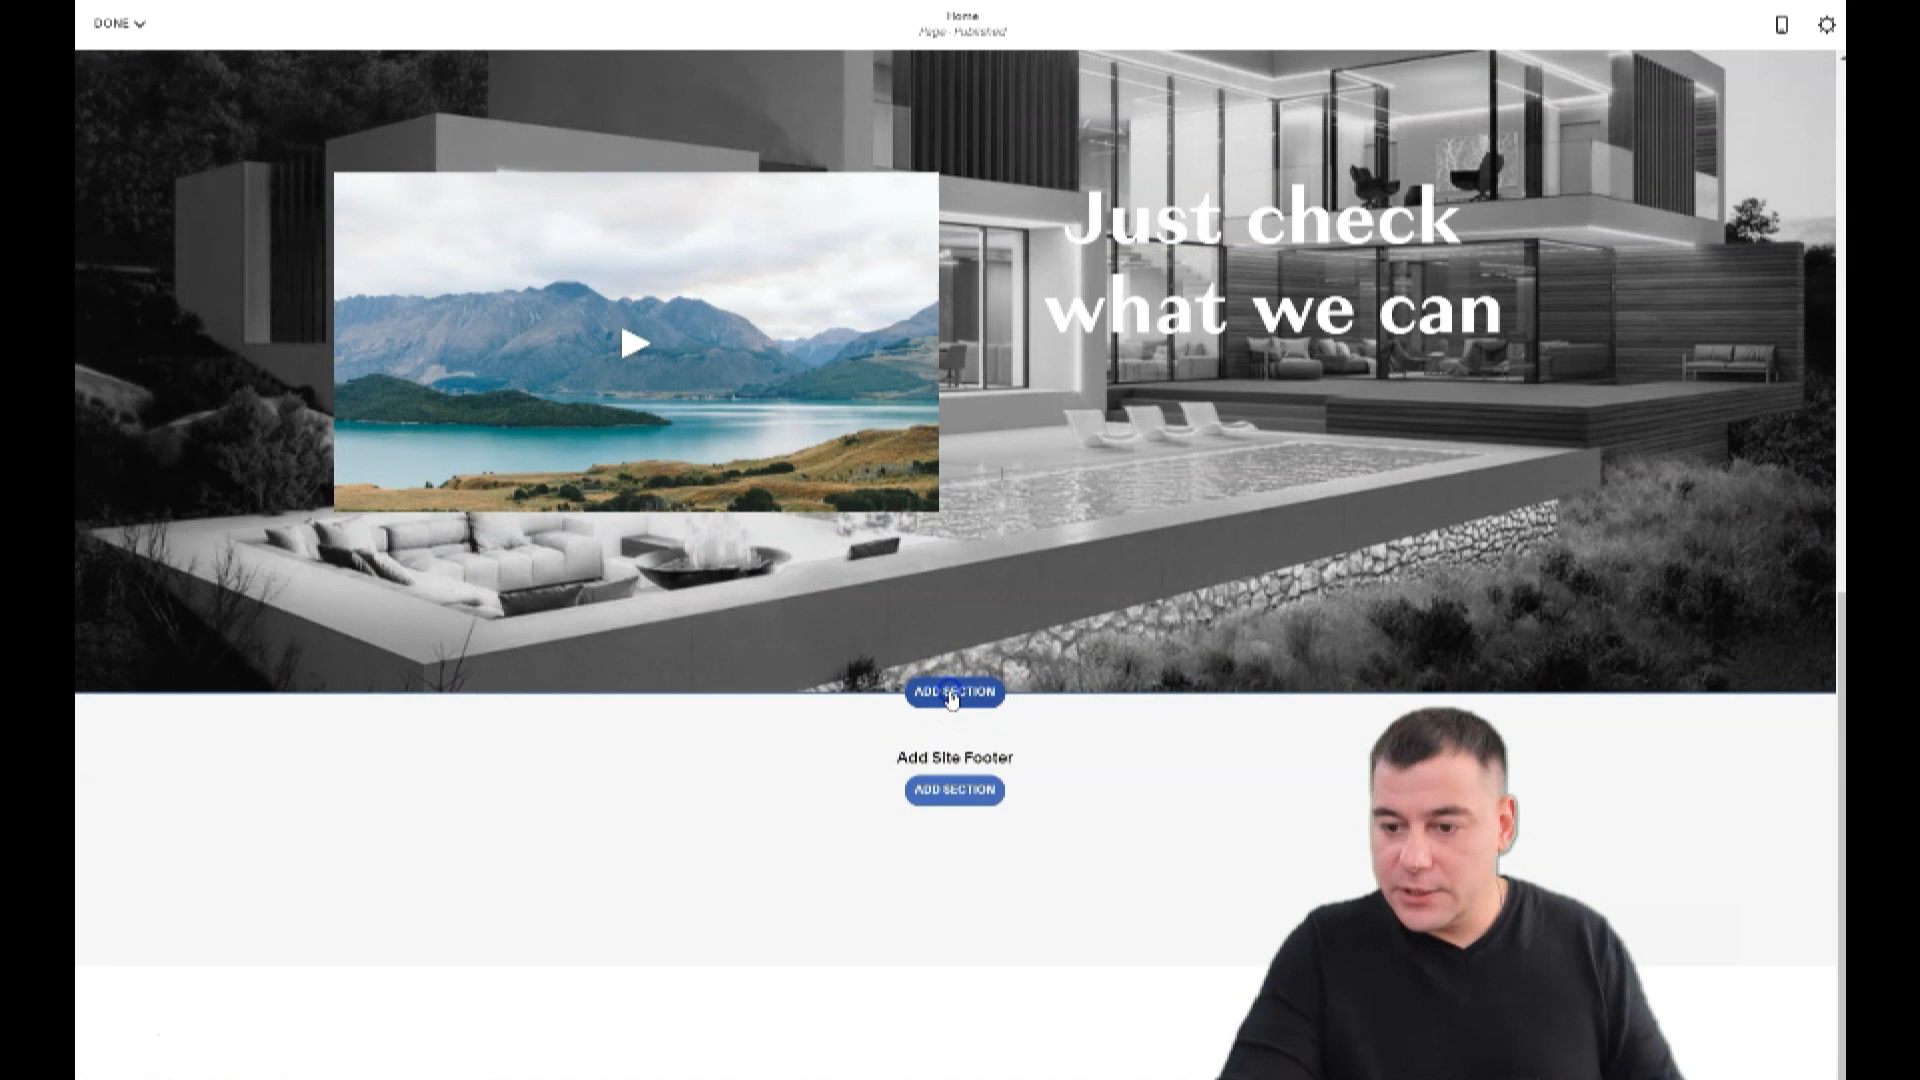 DONE
Home
Page · Published
Just check
what we can
ADD SECTION
Add Site Footer
ADD SECTION